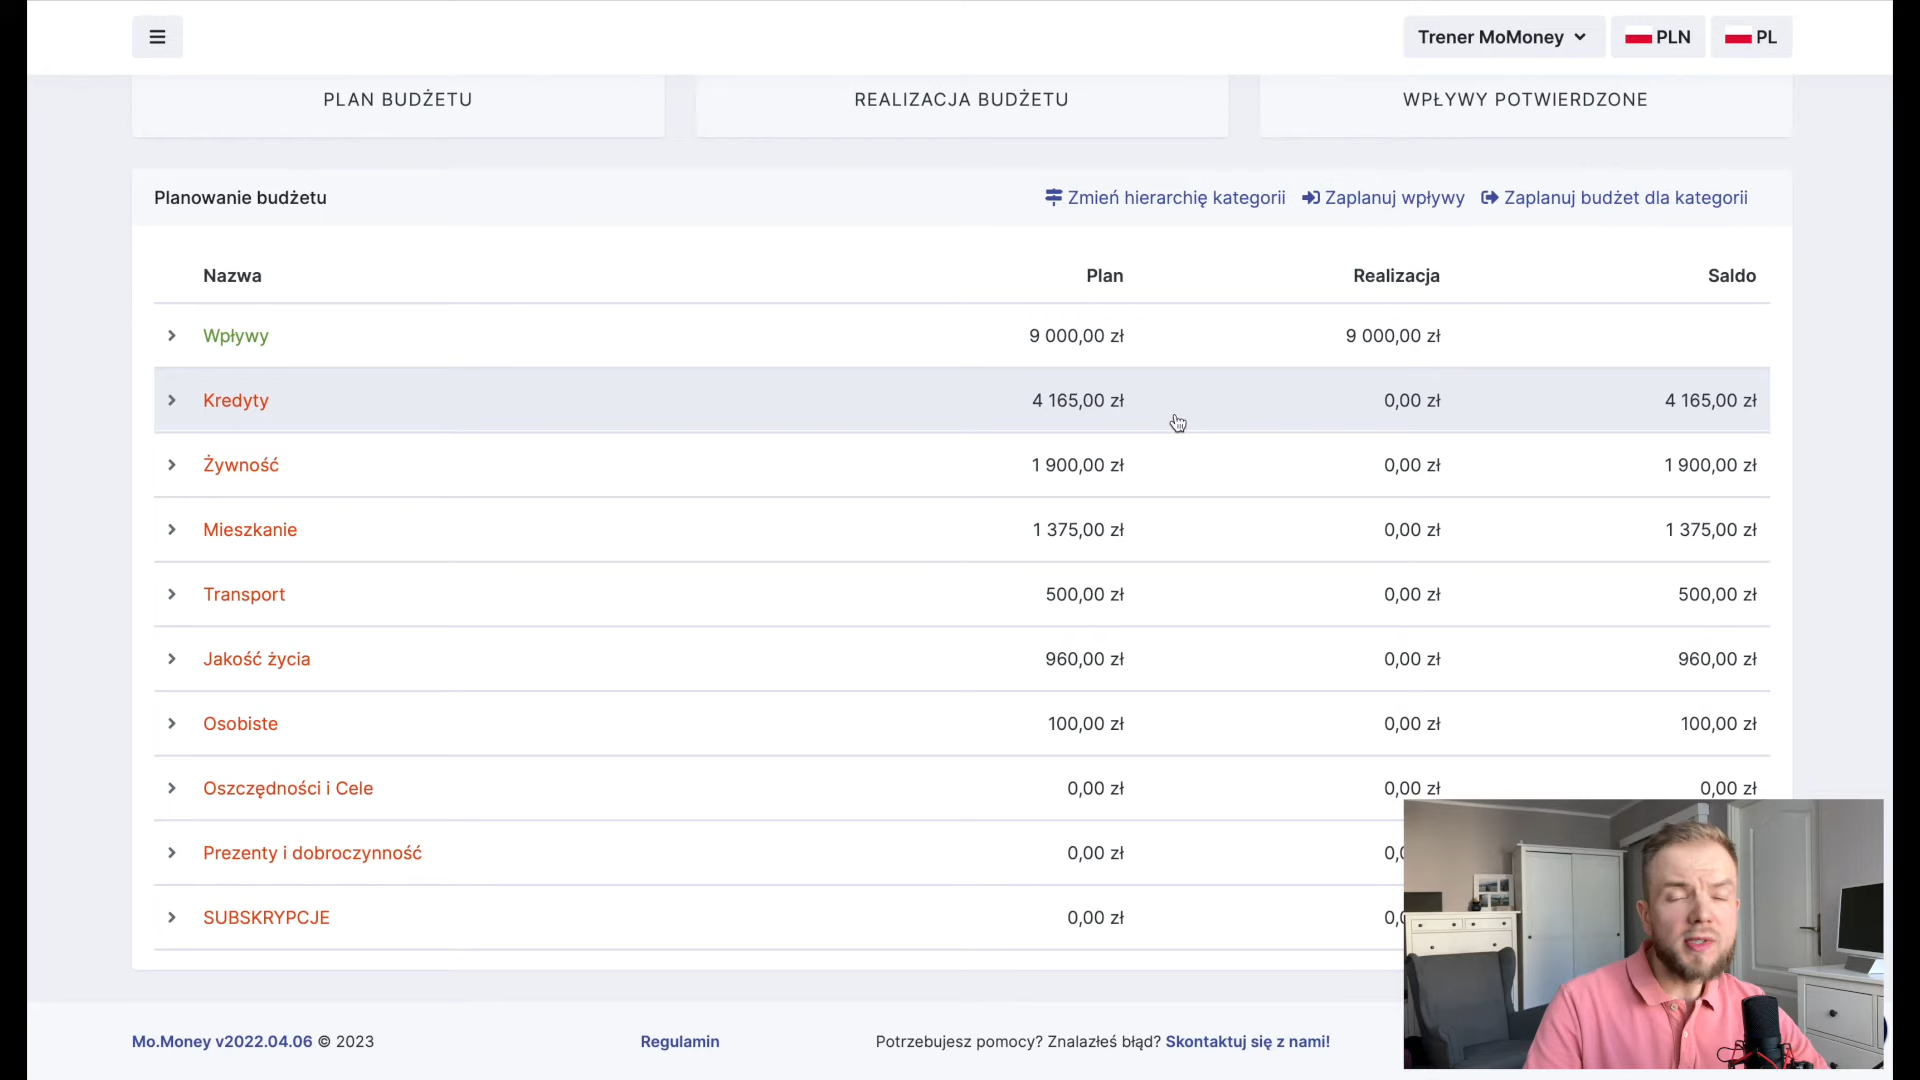 Trener MoMoney PLN PL
PLAN BUDŻETU REALIZACJA BUDŻETU WPŁYWY POTWIERDZONE
Planowanie budżetu Zmień hierarchię kategorii Zaplanuj wpływy Zaplanuj budżet dla kategorii
Nazwa Plan Realizacja Saldo
Wpływy 9 000,00 zł 9 000,00 zł
Kredyty 4 165,00 zł 0,00 zł 4 165,00 zł
Żywność 1 900,00 zł 0,00 zł 1 900,00 zł
Mieszkanie 1 375,00 zł 0,00 zł 1 375,00 zł
Transport 500,00 zł 0,00 zł 500,00 zł
Jakość życia 960,00 zł 0,00 zł 960,00 zł
Osobiste 100,00 zł 0,00 zł 100,00 zł
Oszczędności i Cele 0,00 zł 0,00 zł 0,00 zł
Prezenty i dobroczynność 0,00 zł
SUBSKRYPCJE 0,00 zł
Mo.Money v2022.04.06 © 2023 Regulamin Potrzebujesz pomocy? Znalazłeś błąd? Skontaktuj się z nami!